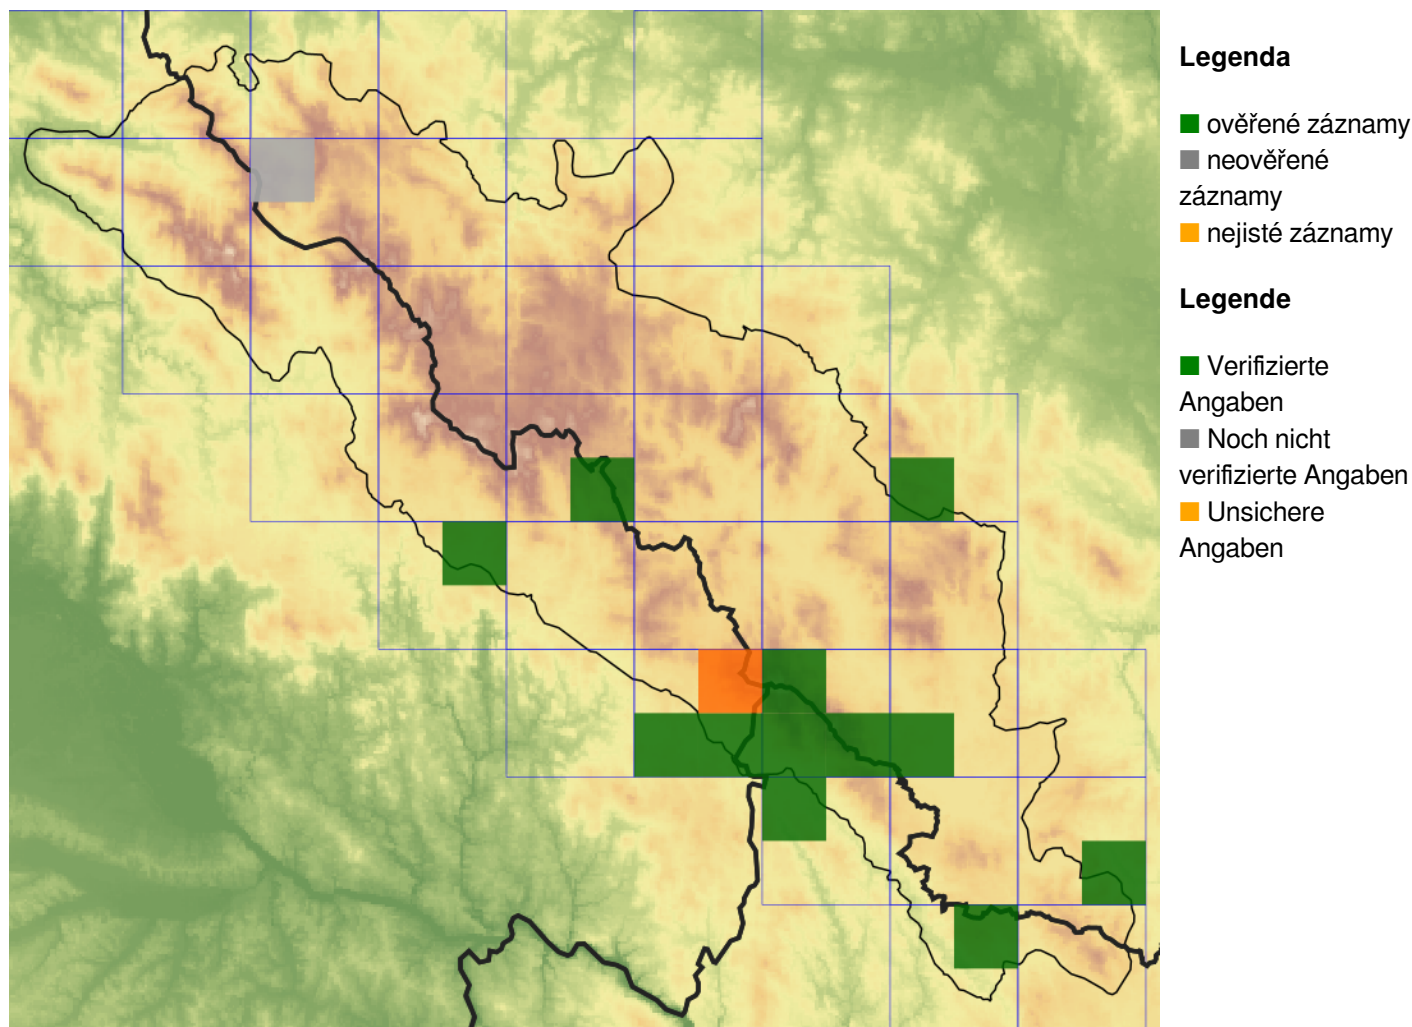 Legenda
ověřené záznamy
neověřené
záznamy
nejisté záznamy
Legende
Verifizierte
Angaben
Noch nicht
verifizierte Angaben
Unsichere
Angaben